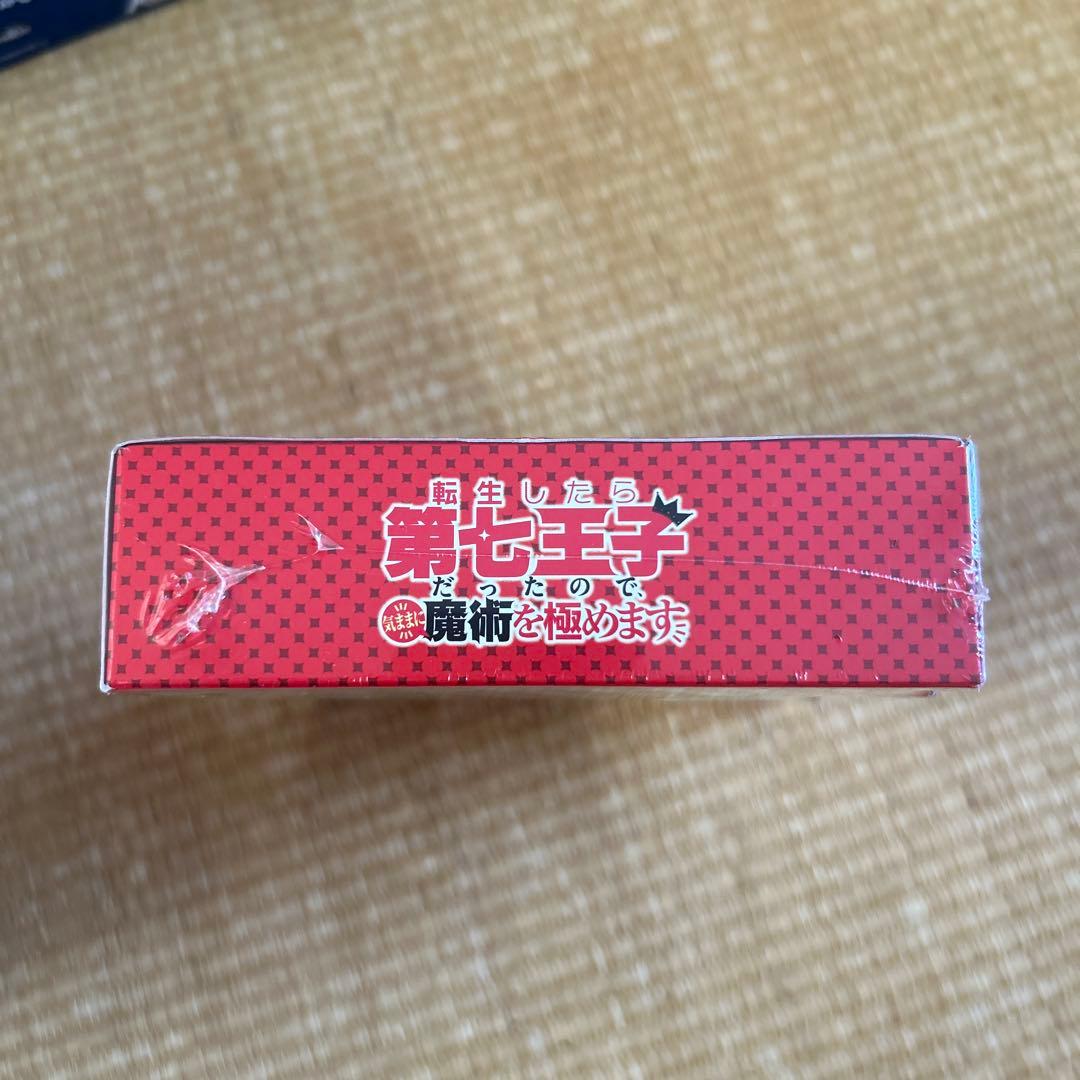 転生したら
第七王子
だったので、
気ままに魔術を極めます